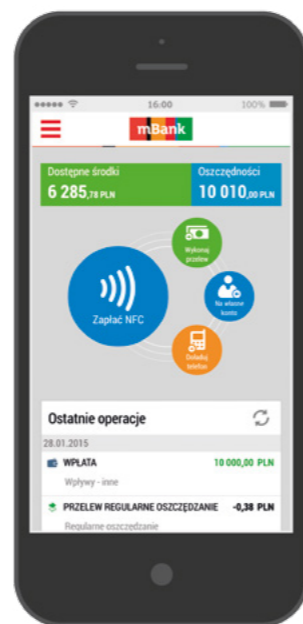 16:00 100%
mBank
Dostępne środki Oszczędności
6 285,78 PLN 10 010,00 PLN
Wykonaj
przelew
Zapłać NFC
Na własne
konto
Doładuj
telefon
Ostatnie operacje
28.01.2015
WPŁATA 10 000,00 PLN
Wpływy - inne
PRZELEW REGULARNE OSZCZĘDZANIE -0,38 PLN
Regularne oszczędzanie